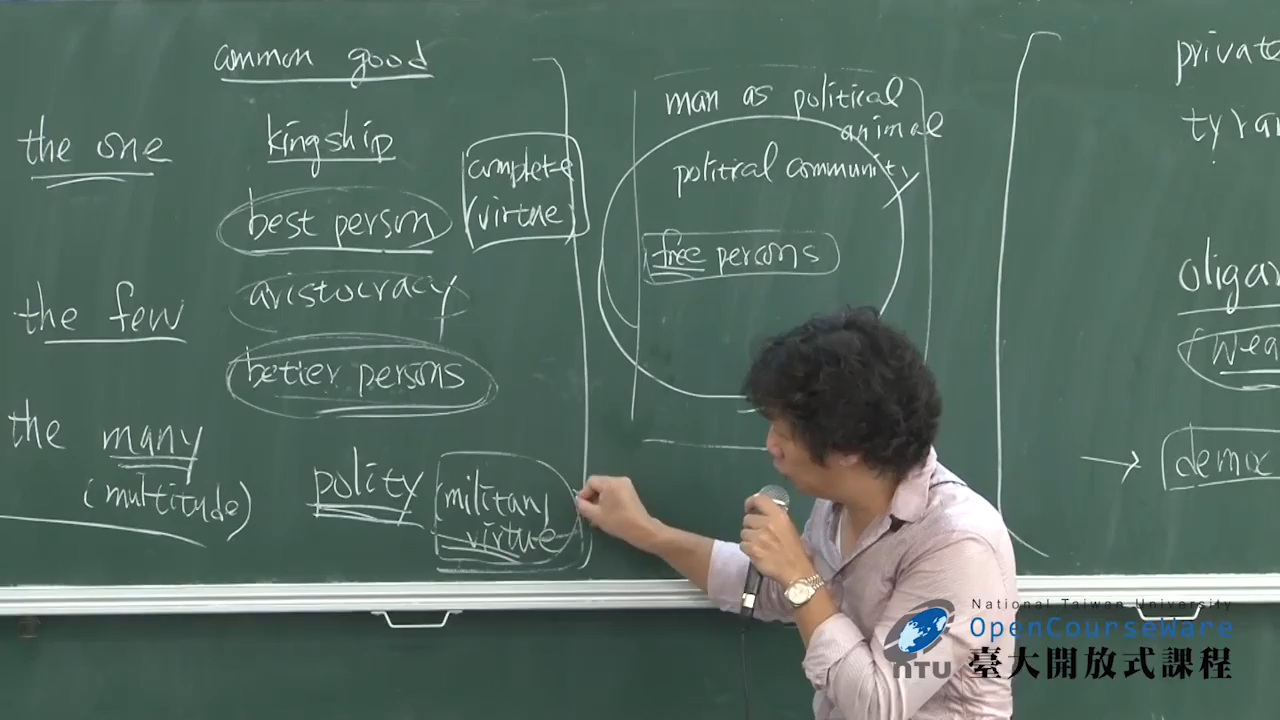 common good
the one
kingship
best person
complete
virtue
the few
aristocracy
better persons
the many
(multitude)
polity
military
virtue
man as political
animal
political community
free persons
private
National Taiwan University
OpenCourseWare
NTU
臺大開放式課程